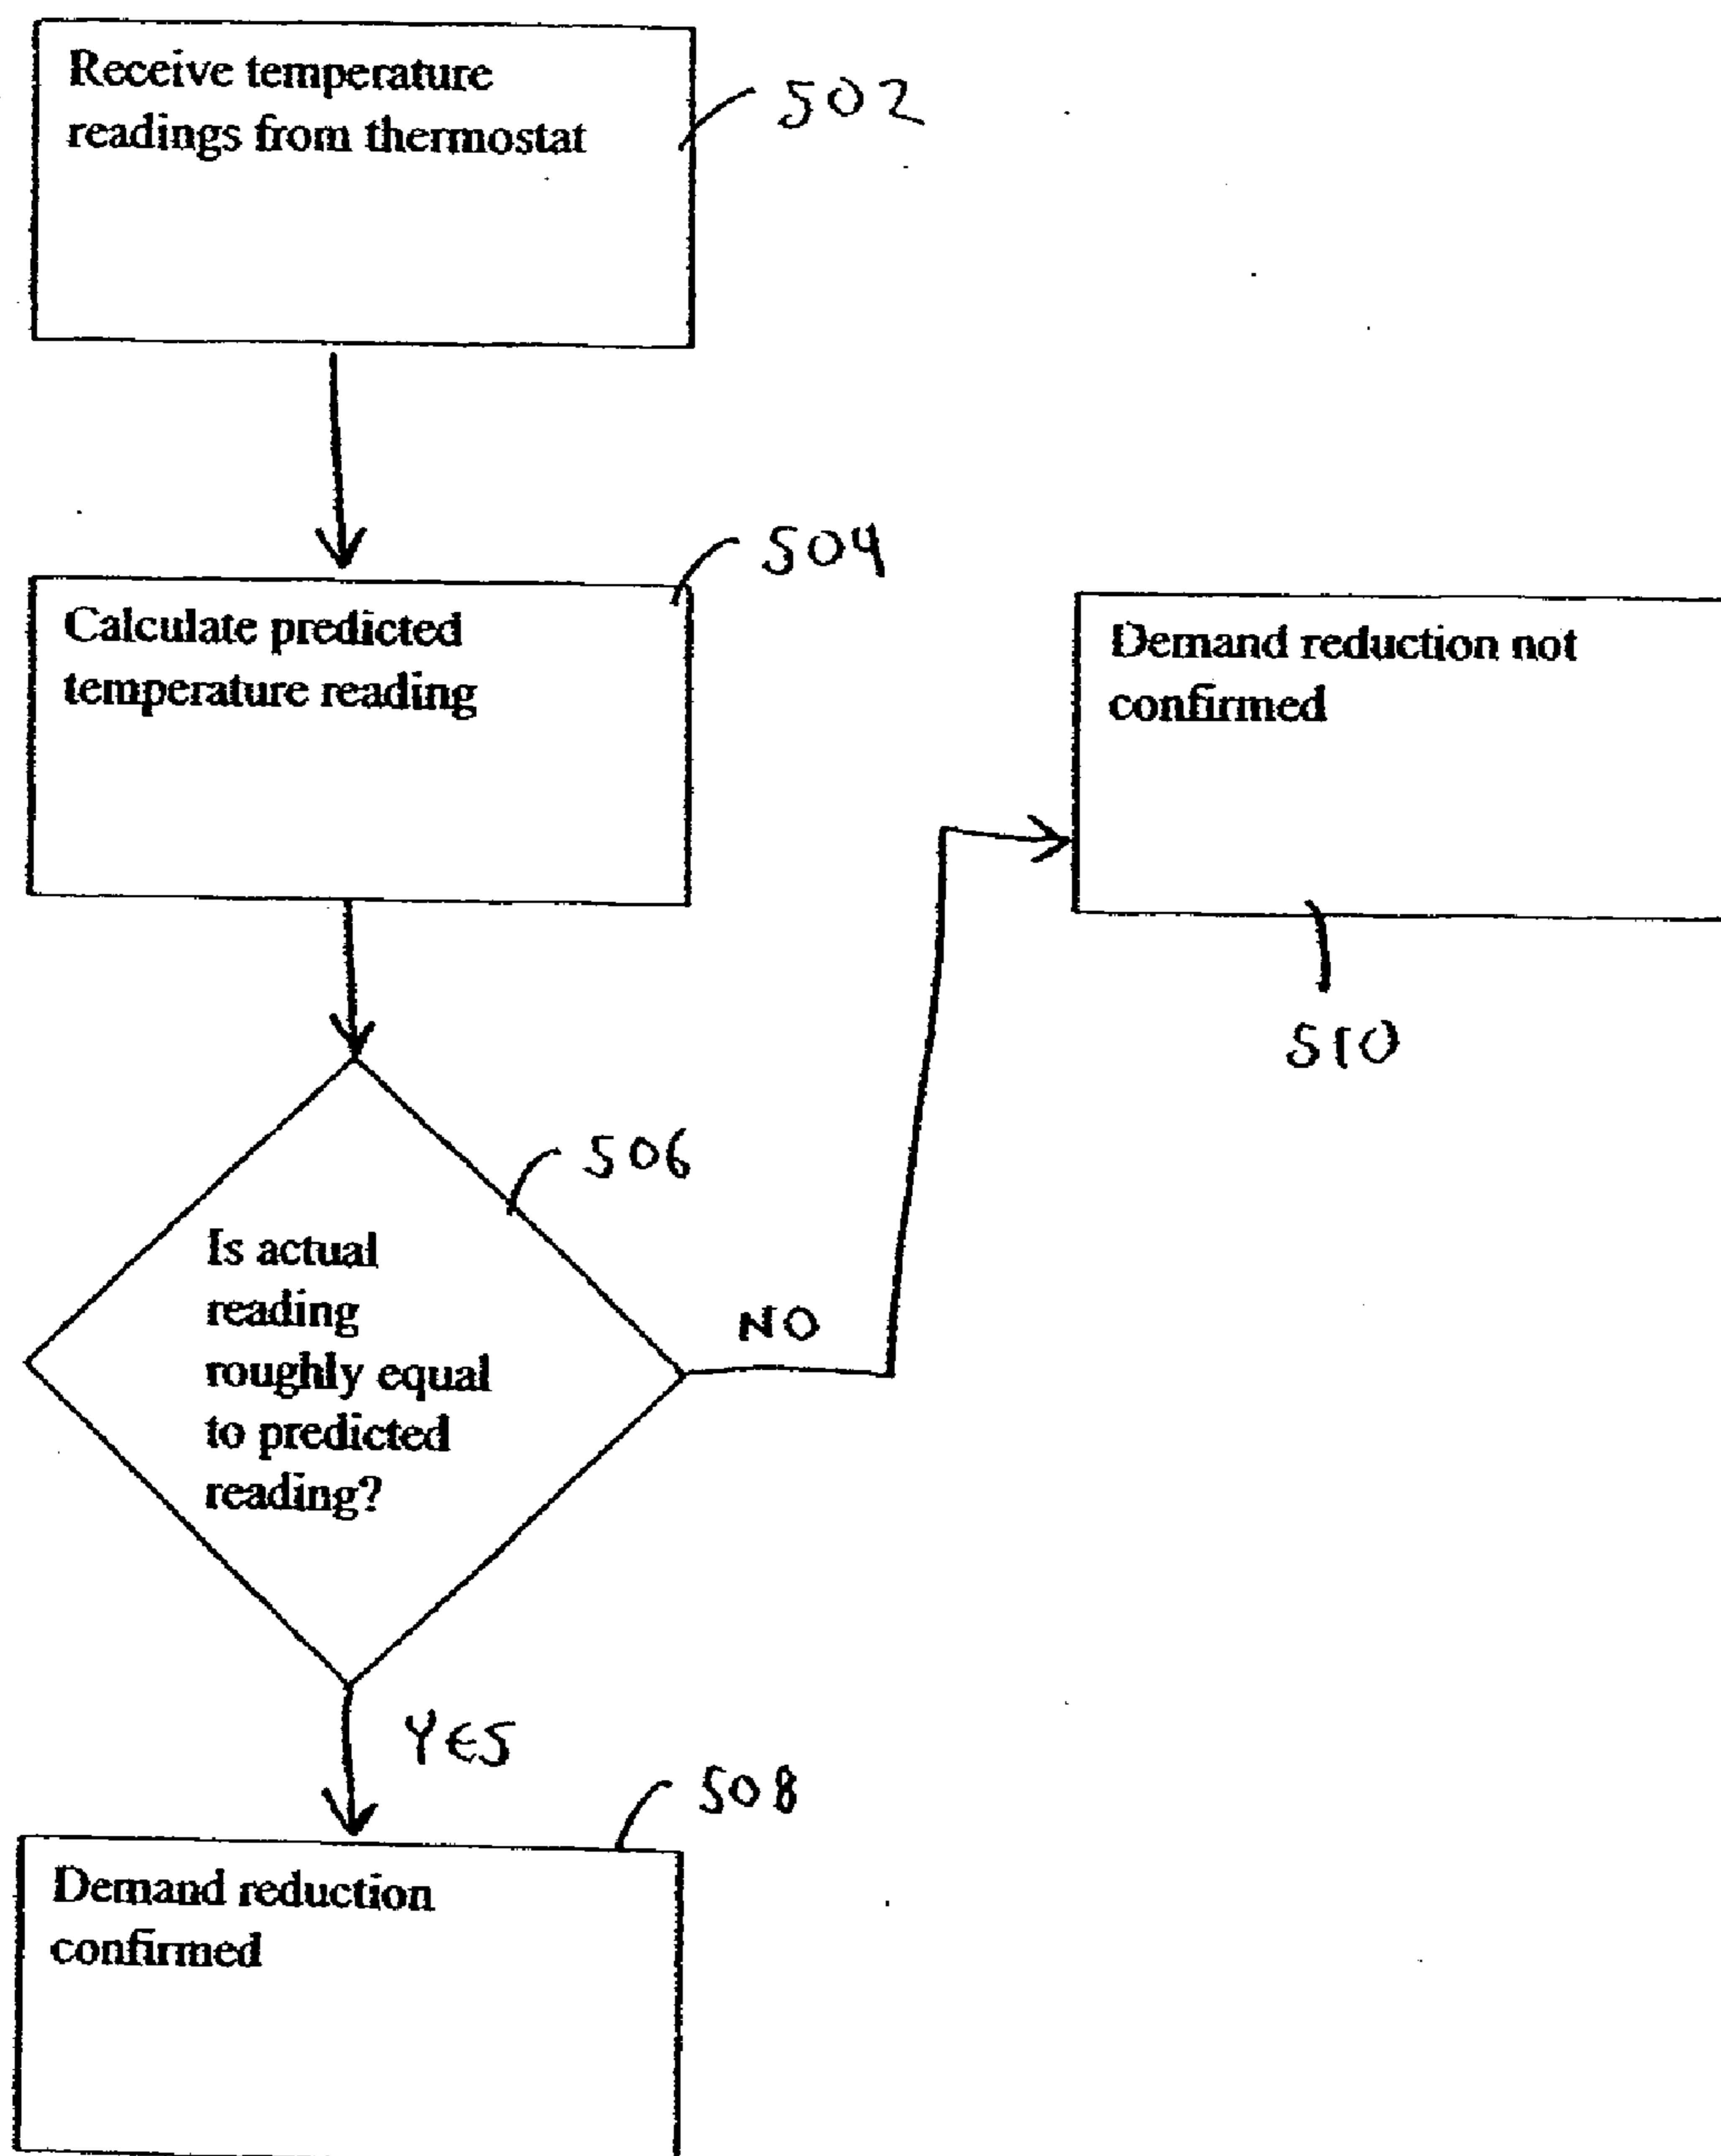 Receive temperature
readings from thermostat
502
504
Calculate predicted
temperature reading
Demand reduction not
confirmed
510
506
Is actual
reading
roughly equal
to predicted
reading?
NO
YES
508
Demand reduction
confirmed